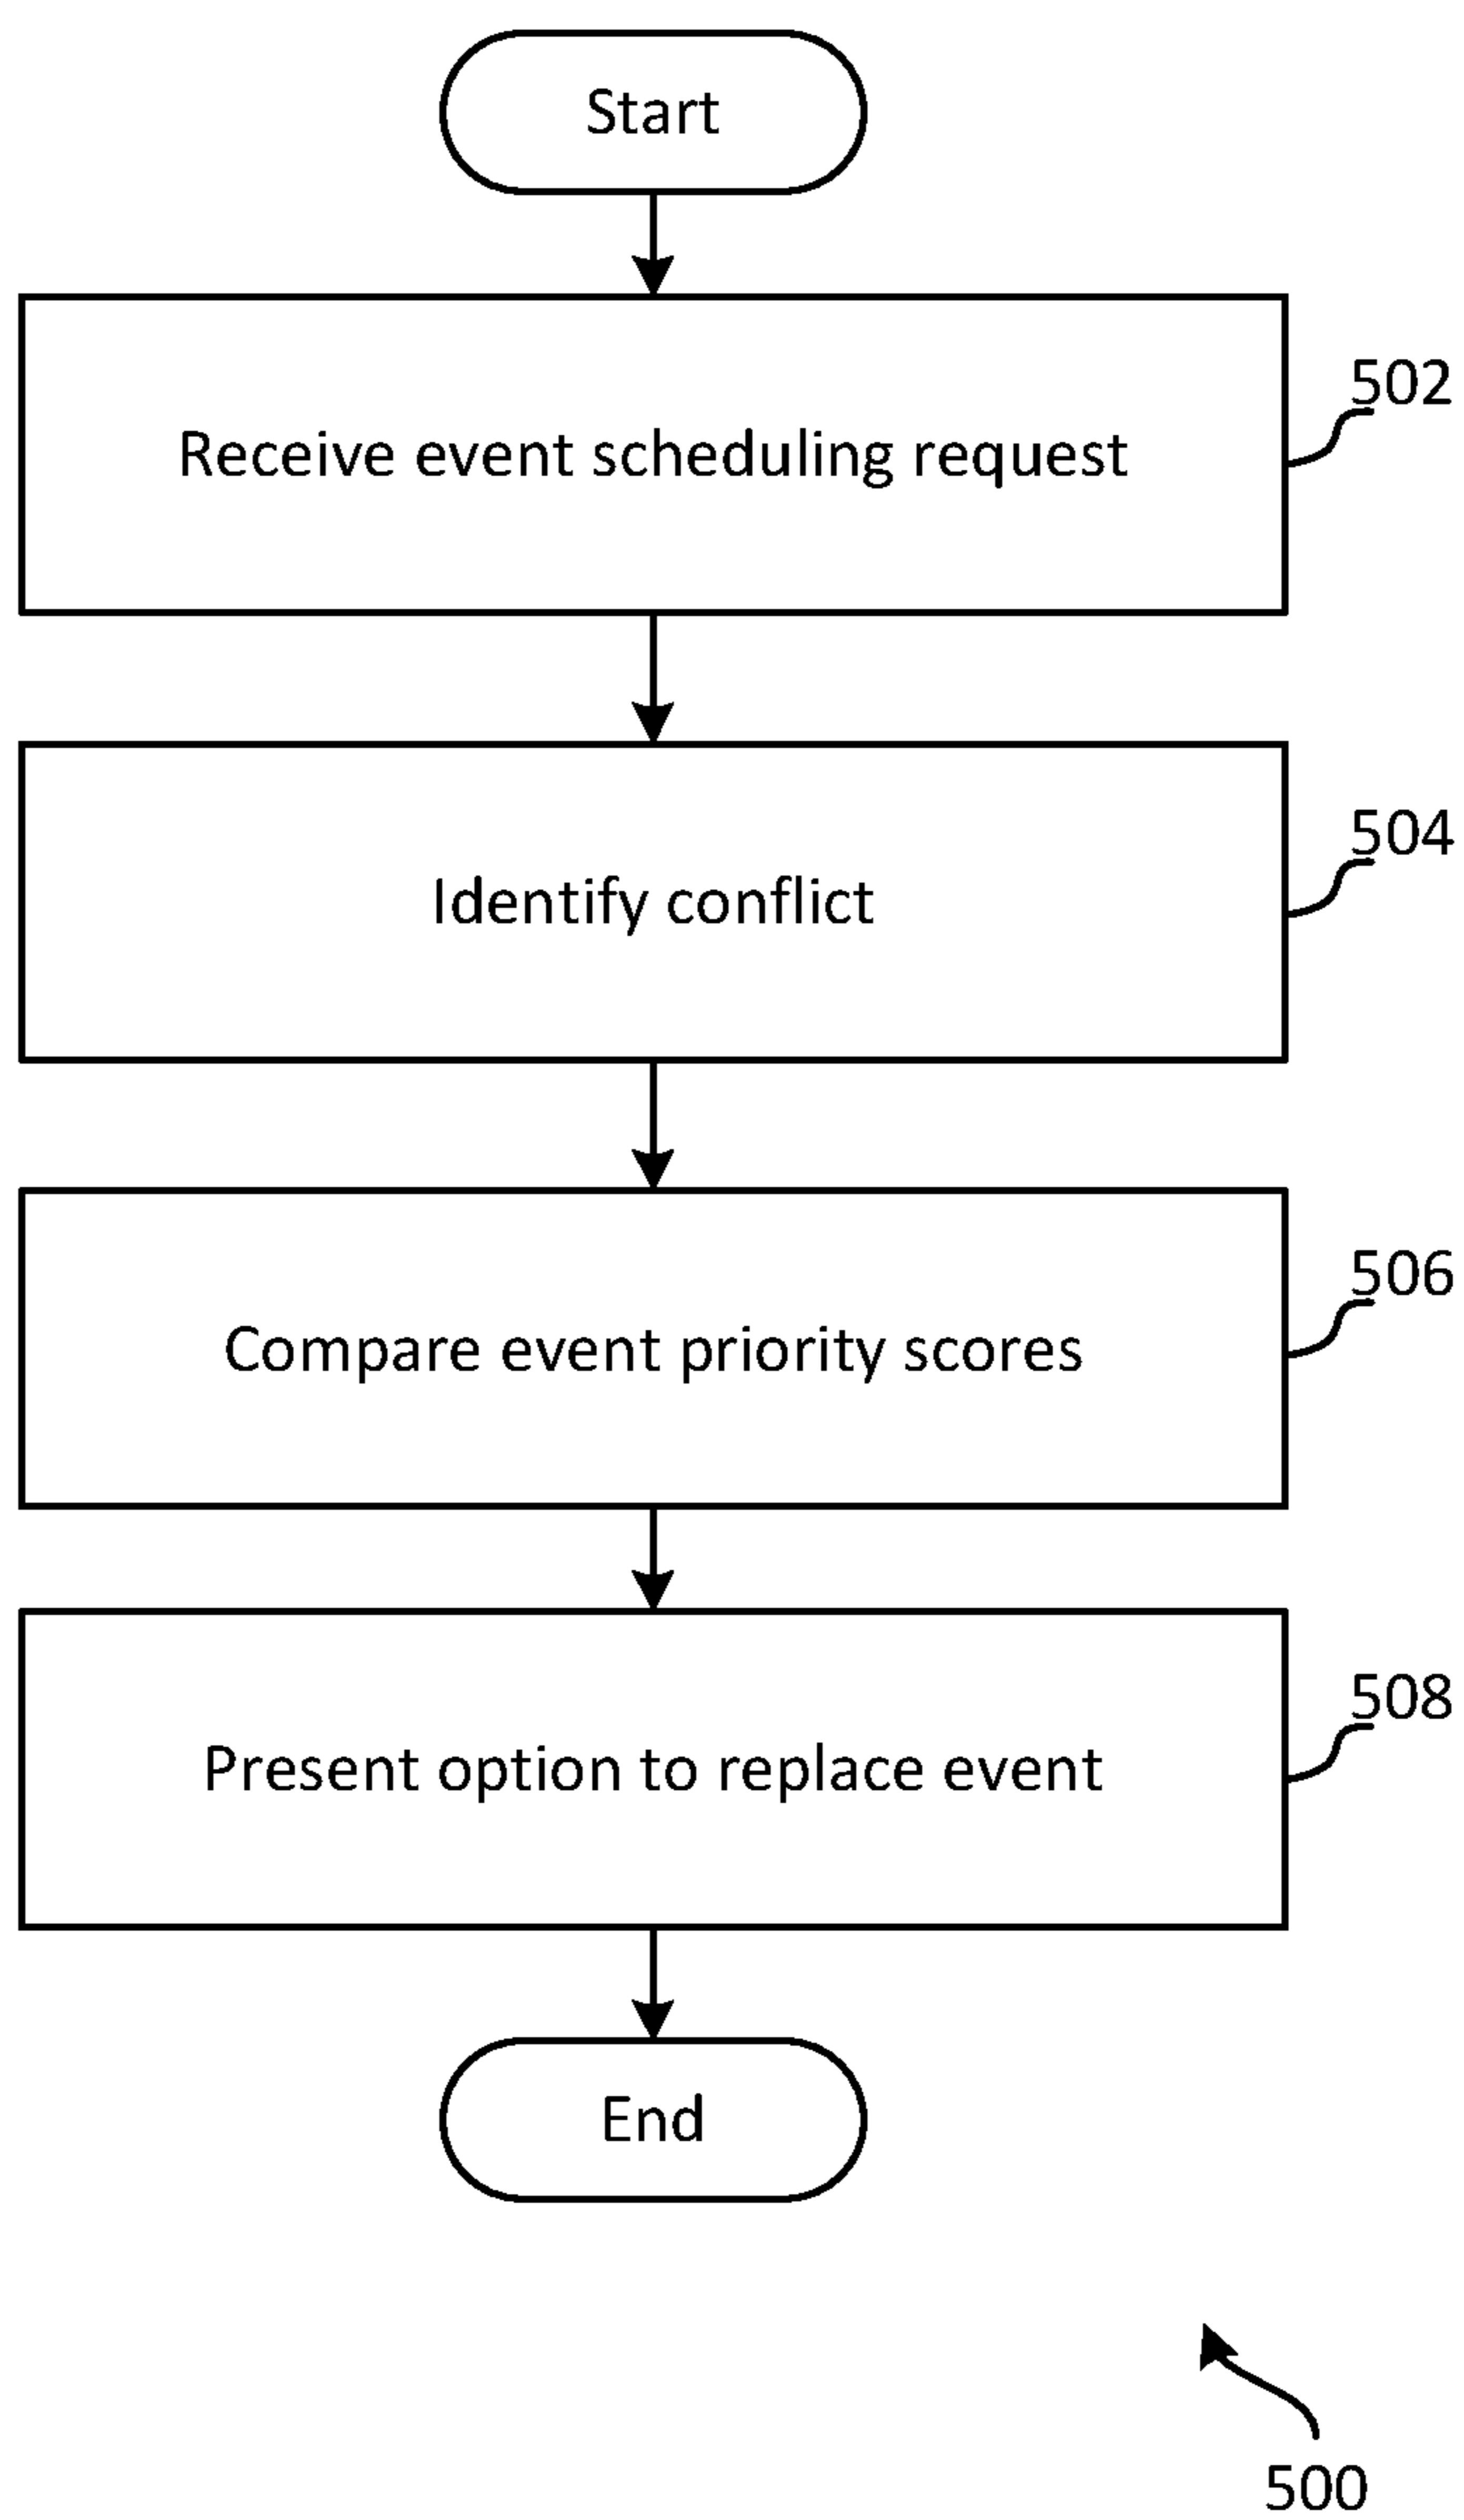 Start
Receive event scheduling request
502
Identify conflict
504
Compare event priority scores
506
Present option to replace event
508
End
500